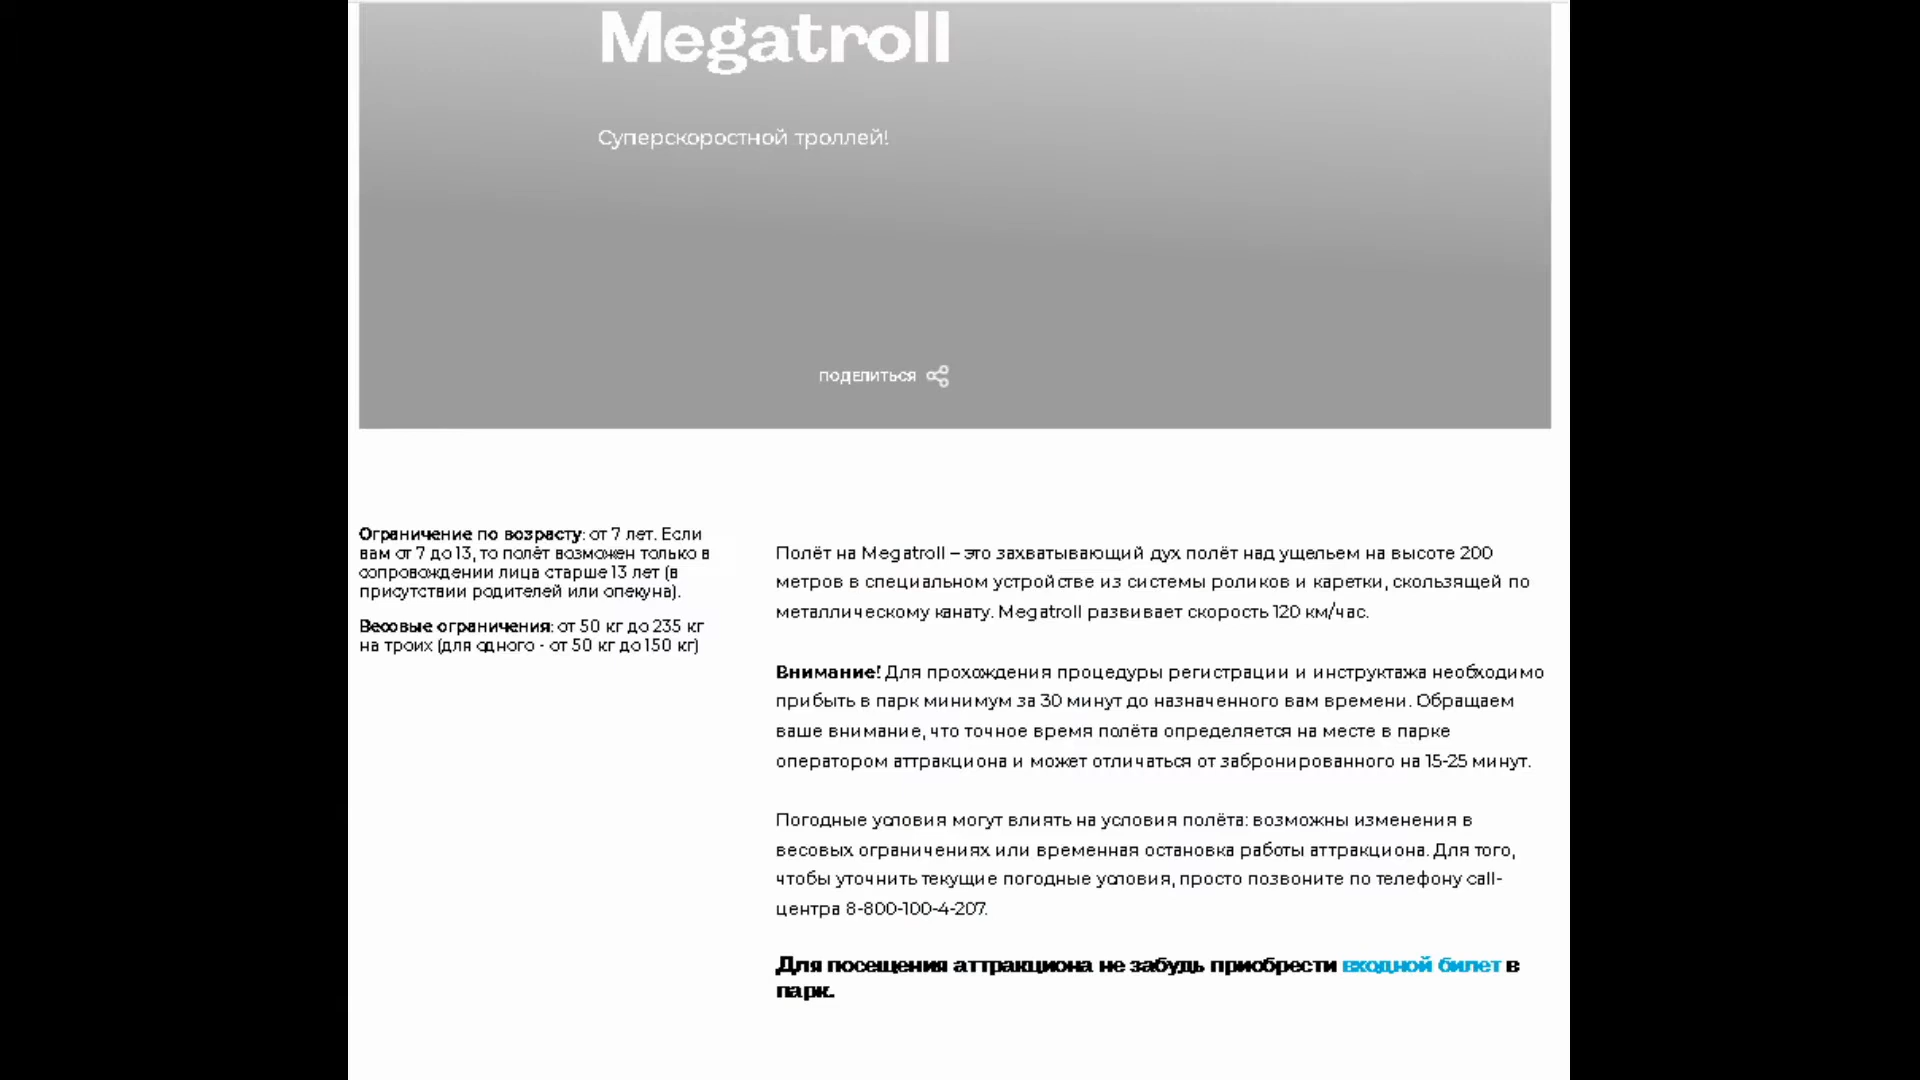 Megatroll
Суперскоростной троллей!
ПОДЕЛИТЬСЯ
Ограничение по возрасту: от 7 лет. Если
вам от 7 до 13, то полёт возможен только в
сопровождении лица старше 13 лет (в
присутствии родителей или опекуна).
Весовые ограничения: от 50 кг до 235 кг
на троих (для одного - от 50 кг до 150 кг)
Полёт на Megatroll – это захватывающий дух полёт над ущельем на высоте 200
метров в специальном устройстве из системы роликов и каретки, скользящей по
металлическому канату. Megatroll развивает скорость 120 км/час.
Внимание! Для прохождения процедуры регистрации и инструктажа необходимо
прибыть в парк минимум за 30 минут до назначенного вам времени. Обращаем
ваше внимание, что точное время полёта определяется на месте в парке
оператором аттракциона и может отличаться от забронированного на 15-25 минут.
Погодные условия могут влиять на условия полёта: возможны изменения в
весовых ограничениях или временная остановка работы аттракциона. Для того,
чтобы уточнить текущие погодные условия, просто позвоните по телефону call-
центра 8-800-100-4-207.
Для посещения аттракциона не забудь приобрести входной билет в
парк.